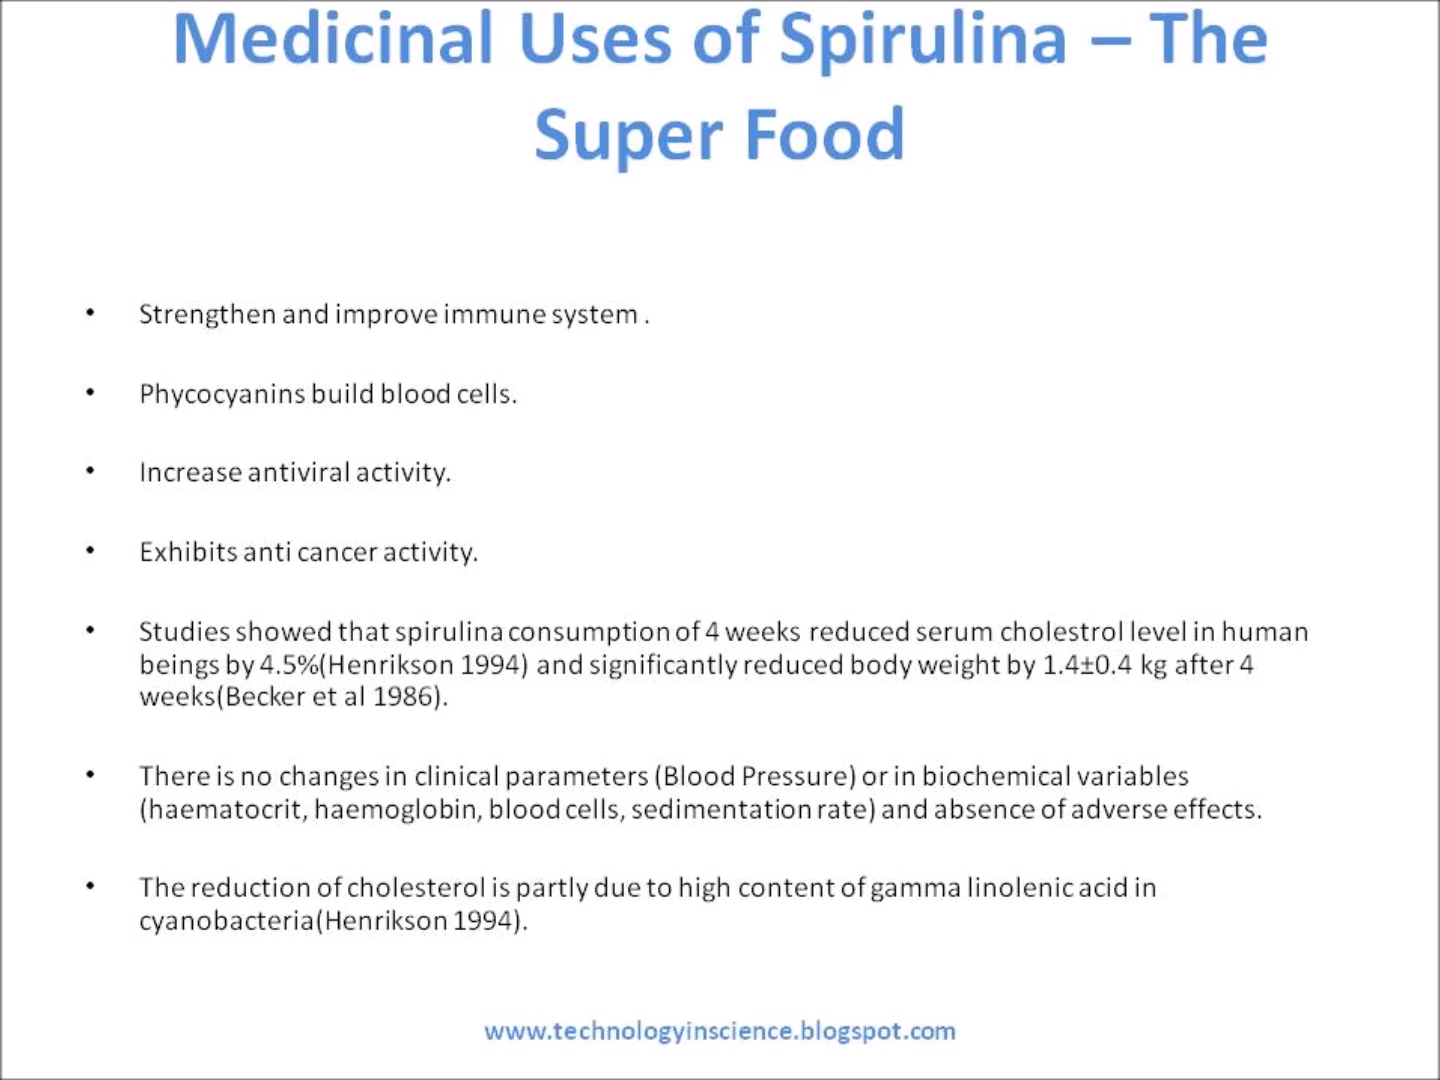 Medicinal Uses of Spirulina – The
Super Food
• Strengthen and improve immune system .
• Phycocyanins build blood cells.
• Increase antiviral activity.
• Exhibits anti cancer activity.
• Studies showed that spirulina consumption of 4 weeks reduced serum cholestrol level in human
beings by 4.5%(Henrikson 1994) and significantly reduced body weight by 1.4±0.4 kg after 4
weeks(Becker et al 1986).
• There is no changes in clinical parameters (Blood Pressure) or in biochemical variables
(haematocrit, haemoglobin, blood cells, sedimentation rate) and absence of adverse effects.
• The reduction of cholesterol is partly due to high content of gamma linolenic acid in
cyanobacteria(Henrikson 1994).
www.technologyinscience.blogspot.com